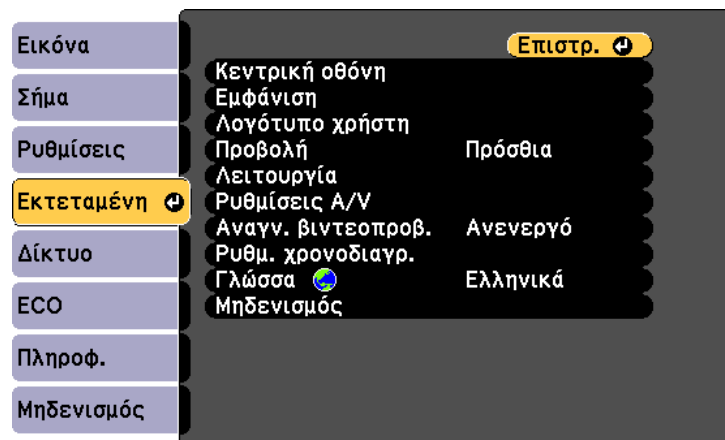 Εικόνα
Σήμα
Ρυθμίσεις
Εκτεταμένη
Δίκτυο
ECO
Πληροφ.
Μηδενισμός
Επιστρ.
Κεντρική οθόνη
Εμφάνιση
Λογότυπο χρήστη
Προβολή Πρόσθια
Λειτουργία
Ρυθμίσεις A/V
Αναγν. βιντεοπροβ. Ανενεργό
Ρυθμ. χρονοδιαγρ.
Γλώσσα Ελληνικά
Μηδενισμός